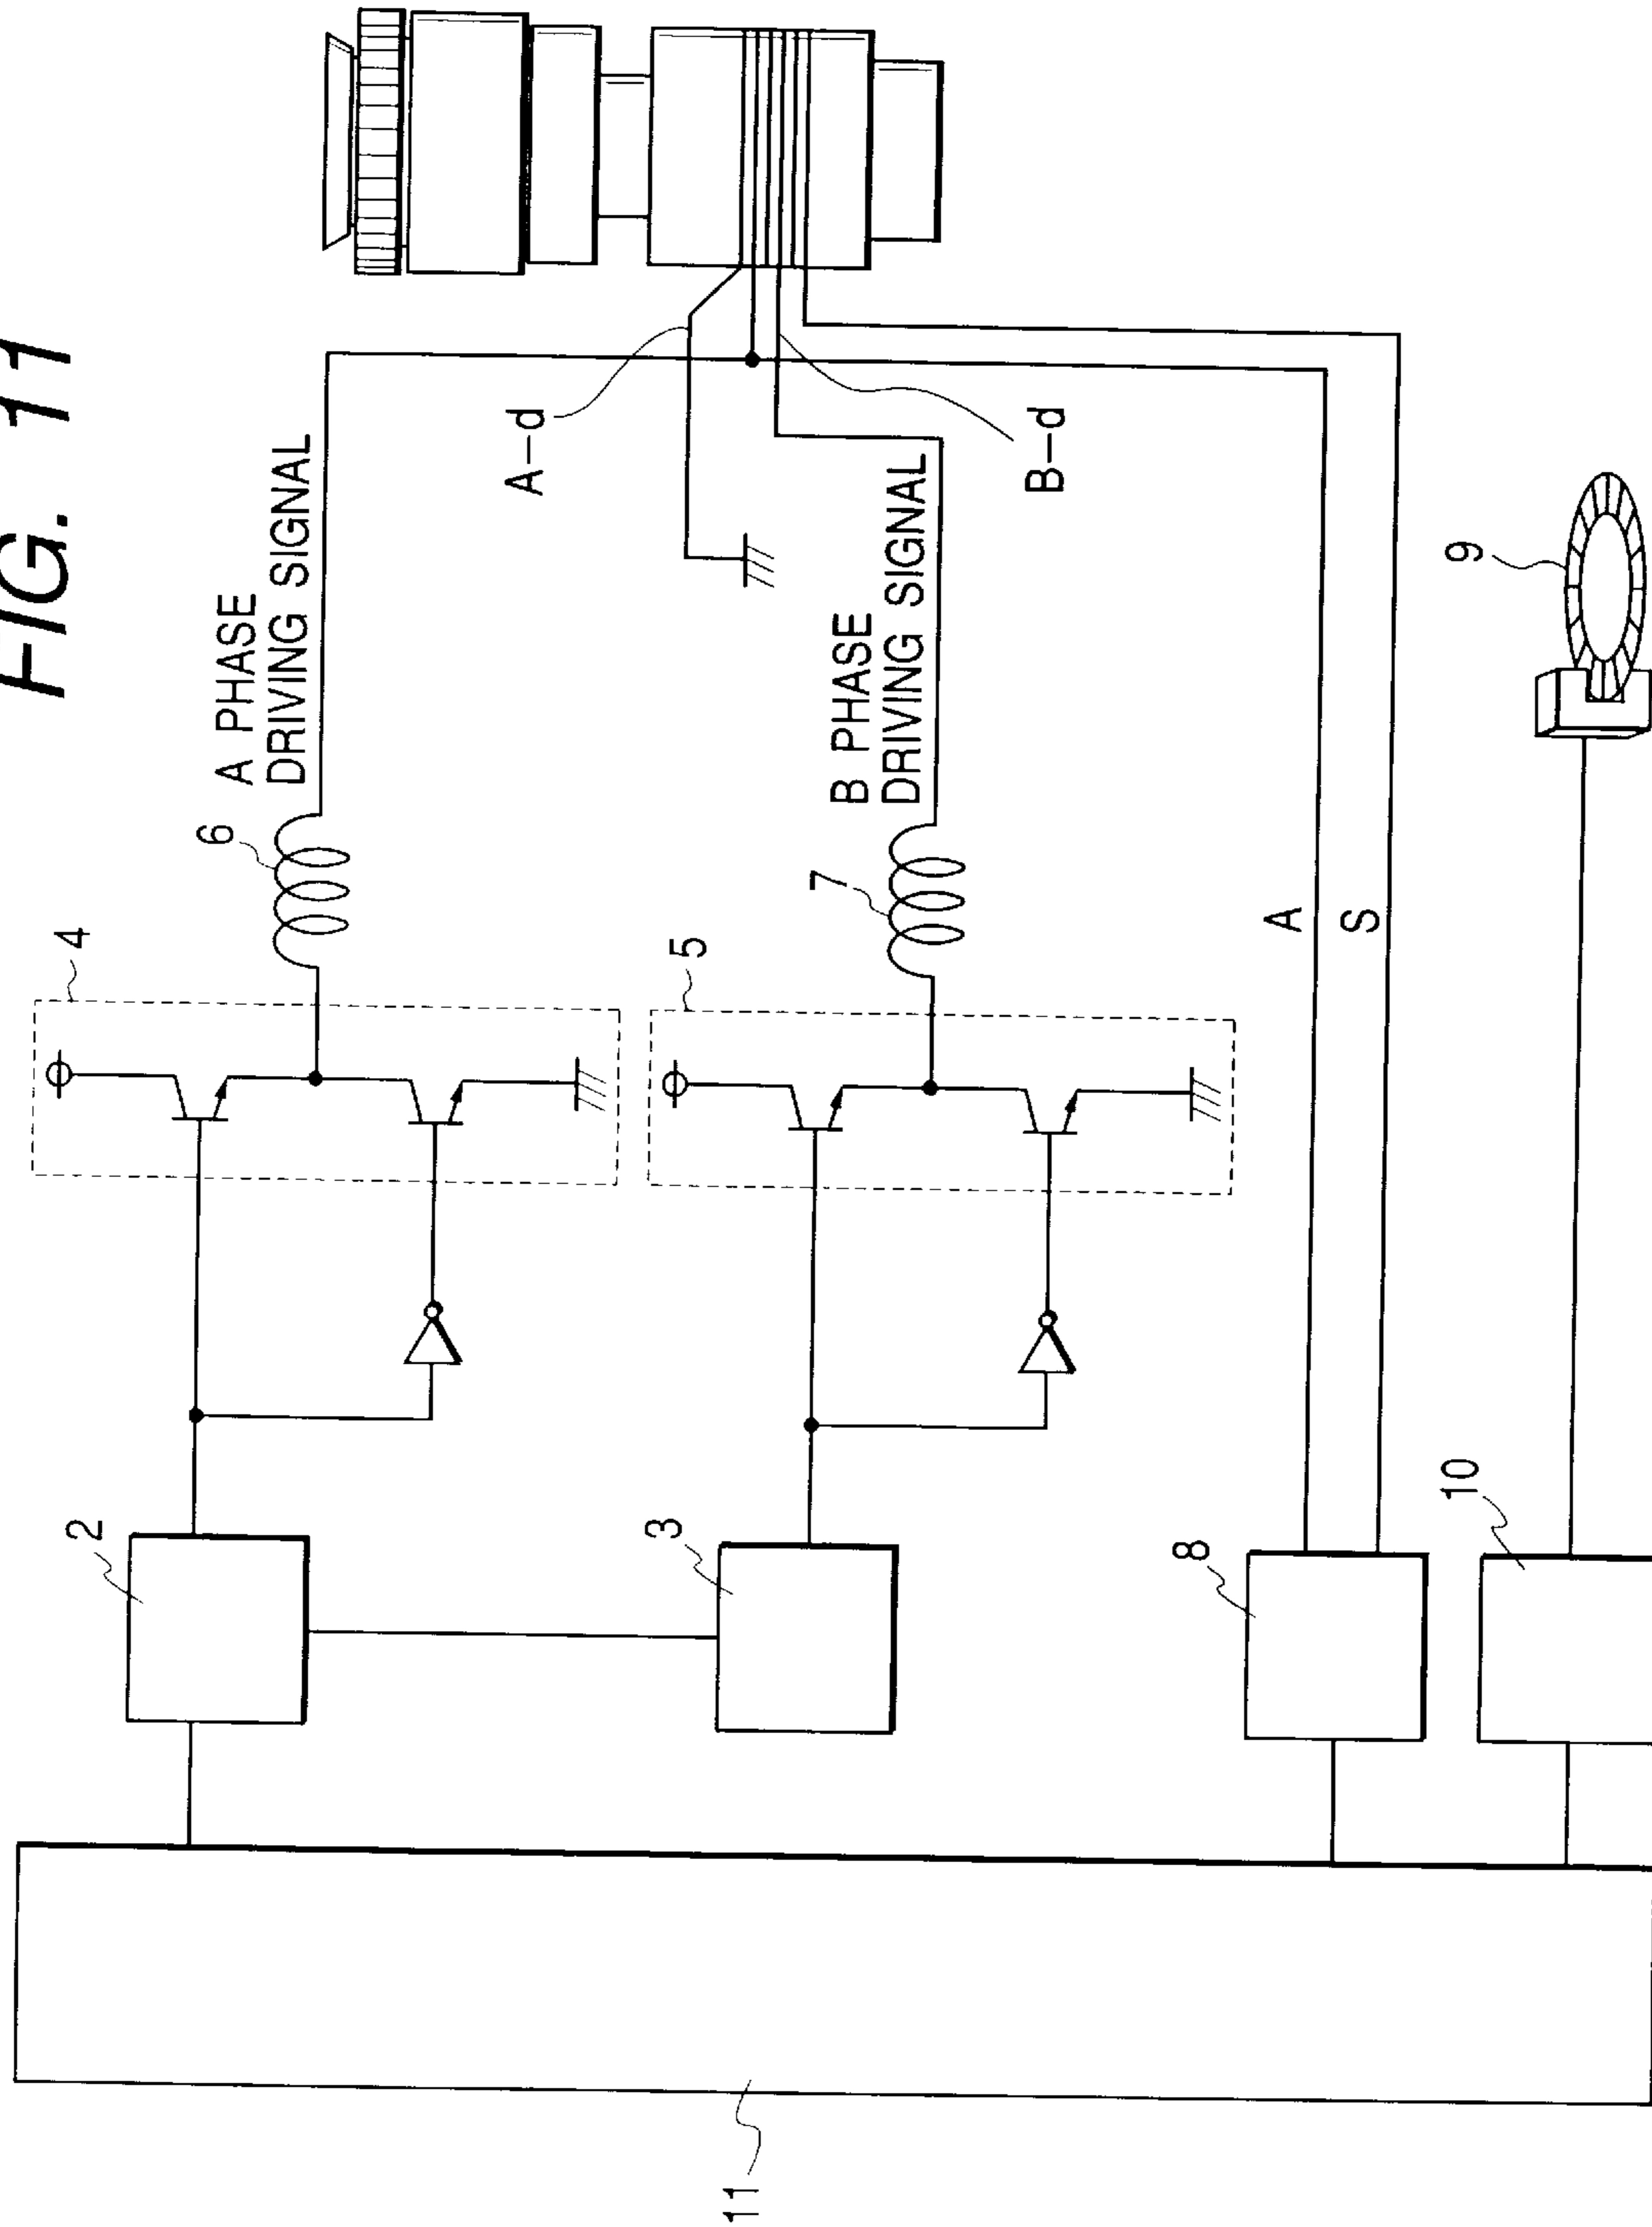 FIG. 11
4
6
A PHASE
DRIVING SIGNAL
2
A–d
5
7
B PHASE
DRIVING SIGNAL
3
B–d
8
A
S
10
9
11